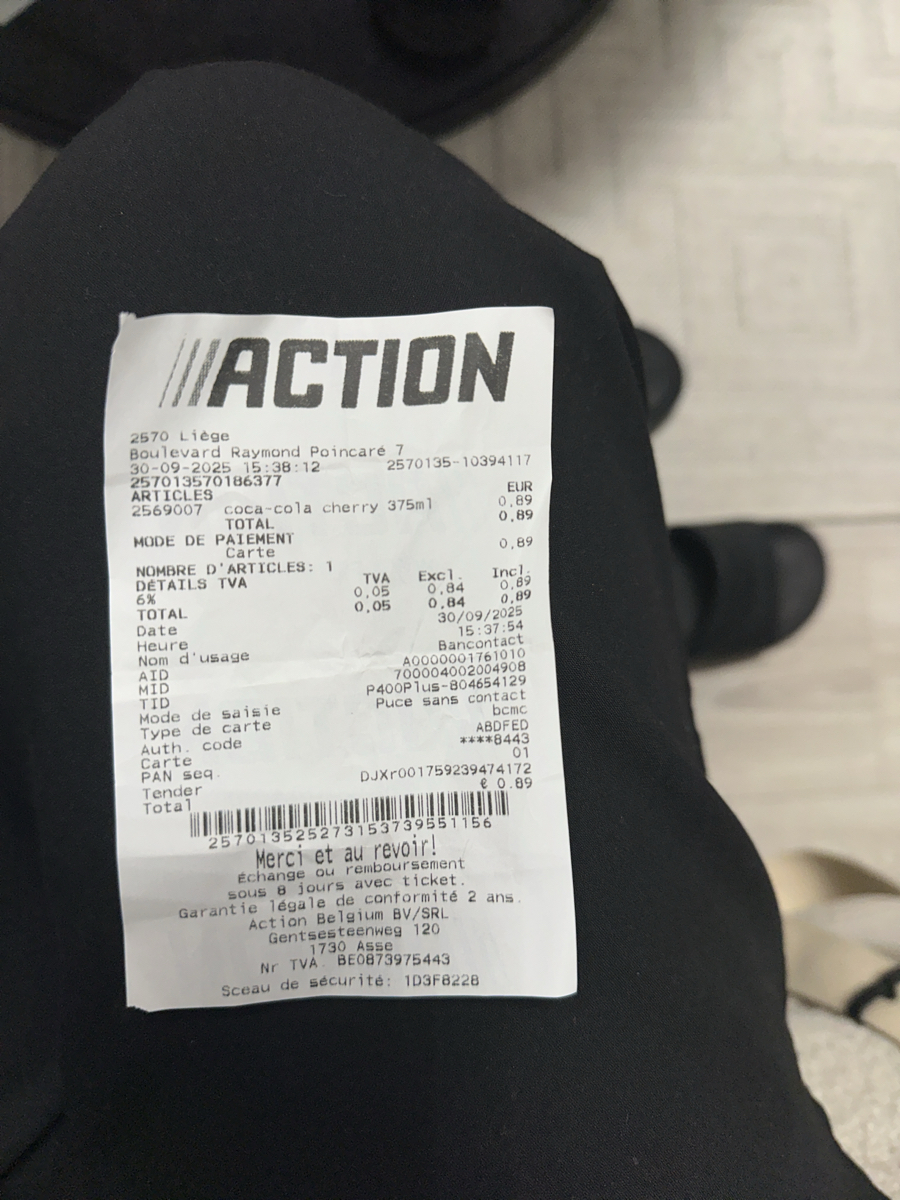 ACTION
2570 Liège
Boulevard Raymond Poincaré 7
30-09-2025 15:38:12 2570135-10394117
257013570186377
ARTICLES EUR
2569007 coca-cola cherry 375ml 0,89
TOTAL 0,89
MODE DE PAIEMENT
Carte 0,89
NOMBRE D'ARTICLES: 1
DÉTAILS TVA TVA Excl. Incl.
6% 0,05 0,84 0,89
TOTAL 0,05 0,84 0,89
Date 30/09/2025
Heure 15:37:54
Nom d'usage Bancontact
AID A0000001761010
MID 700004002004908
TID P400Plus-804654129
Mode de saisie Puce sans contact
Type de carte bcmc
Auth. code ABDFED
Carte ****8443
PAN seq. 01
Tender DJXr001759239474172
Total € 0.89
257013525273153739551156
Merci et au revoir!
Échange ou remboursement
sous 8 jours avec ticket.
Garantie légale de conformité 2 ans.
Action Belgium BV/SRL
Gentsesteenweg 120
1730 Asse
Nr TVA. BE0873975443
Sceau de sécurité: 1D3F8228